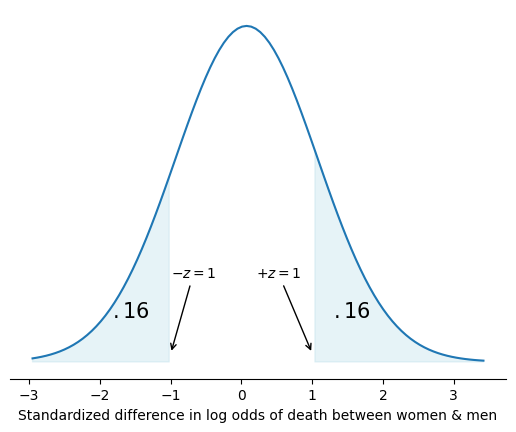 −z = 1
+z = 1
.16
.16
−3 −2 −1 0 1 2 3
Standardized difference in log odds of death between women & men